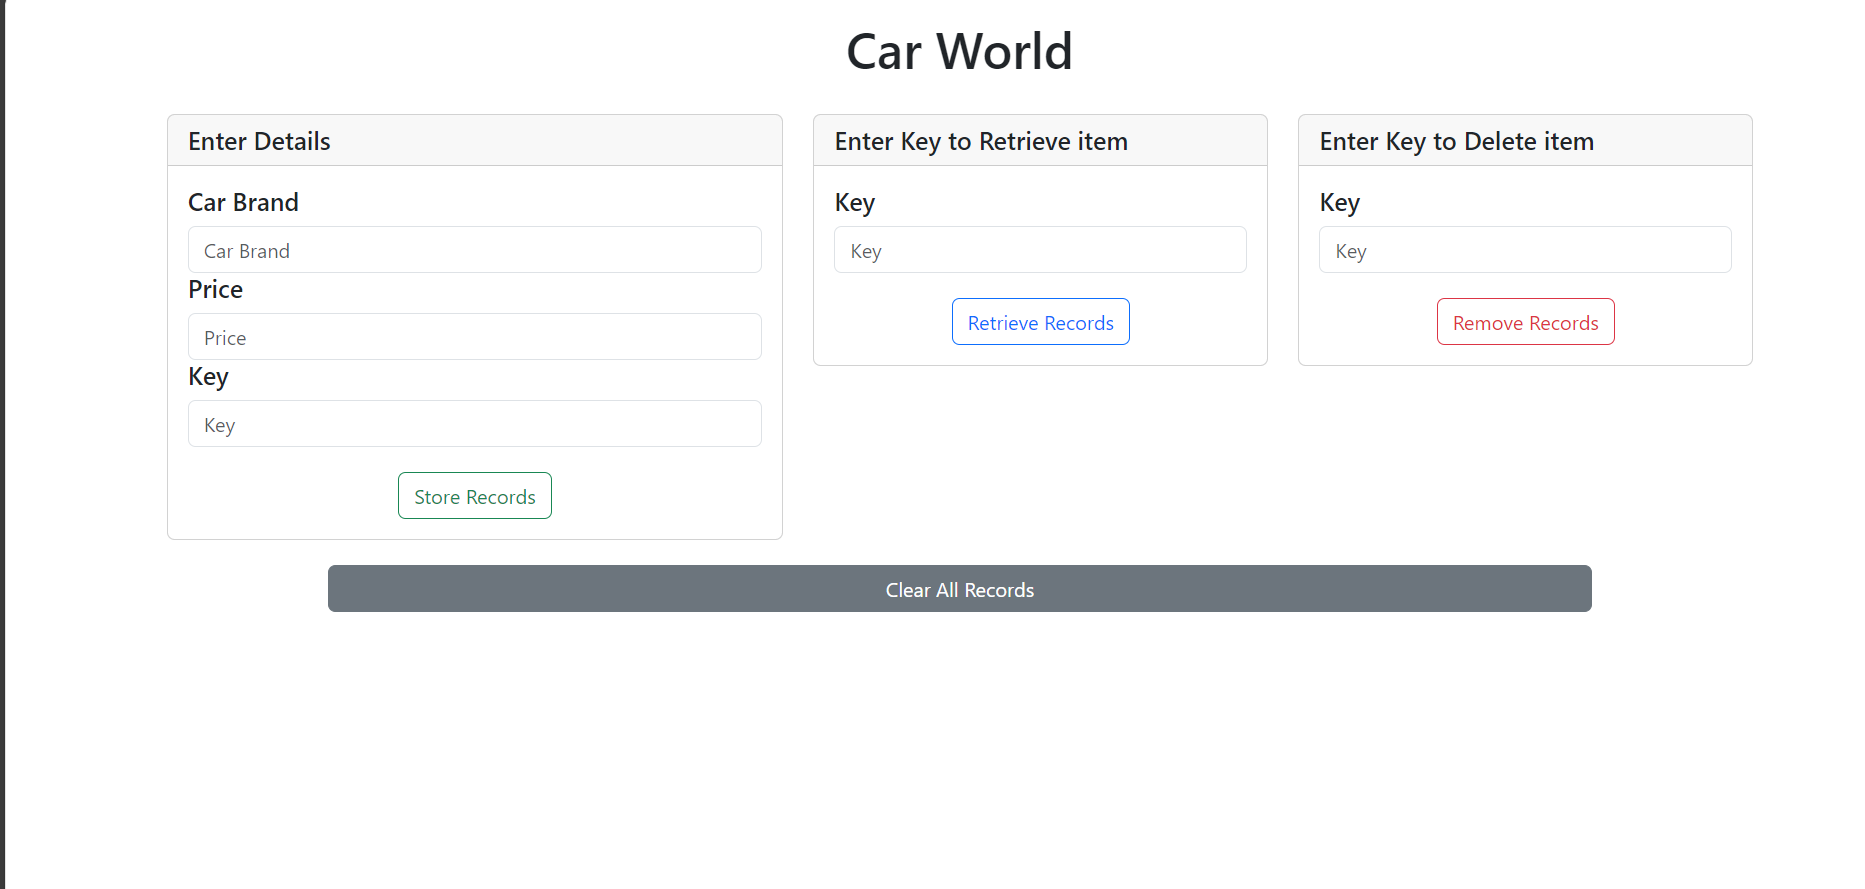 Car World
Enter Details
Car Brand
Car Brand
Price
Price
Key
Key
Store Records
Enter Key to Retrieve item
Key
Key
Retrieve Records
Enter Key to Delete item
Key
Key
Remove Records
Clear All Records